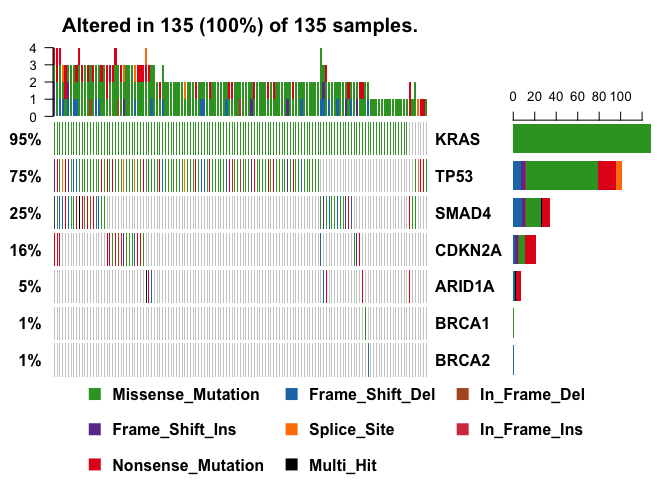 Altered in 135 (100%) of 135 samples.
4
3
2
1
0
0 20 40 60 80 100
95% KRAS
75% TP53
25% SMAD4
16% CDKN2A
5% ARID1A
1% BRCA1
1% BRCA2
Missense_Mutation Frame_Shift_Del In_Frame_Del
Frame_Shift_Ins Splice_Site In_Frame_Ins
Nonsense_Mutation Multi_Hit